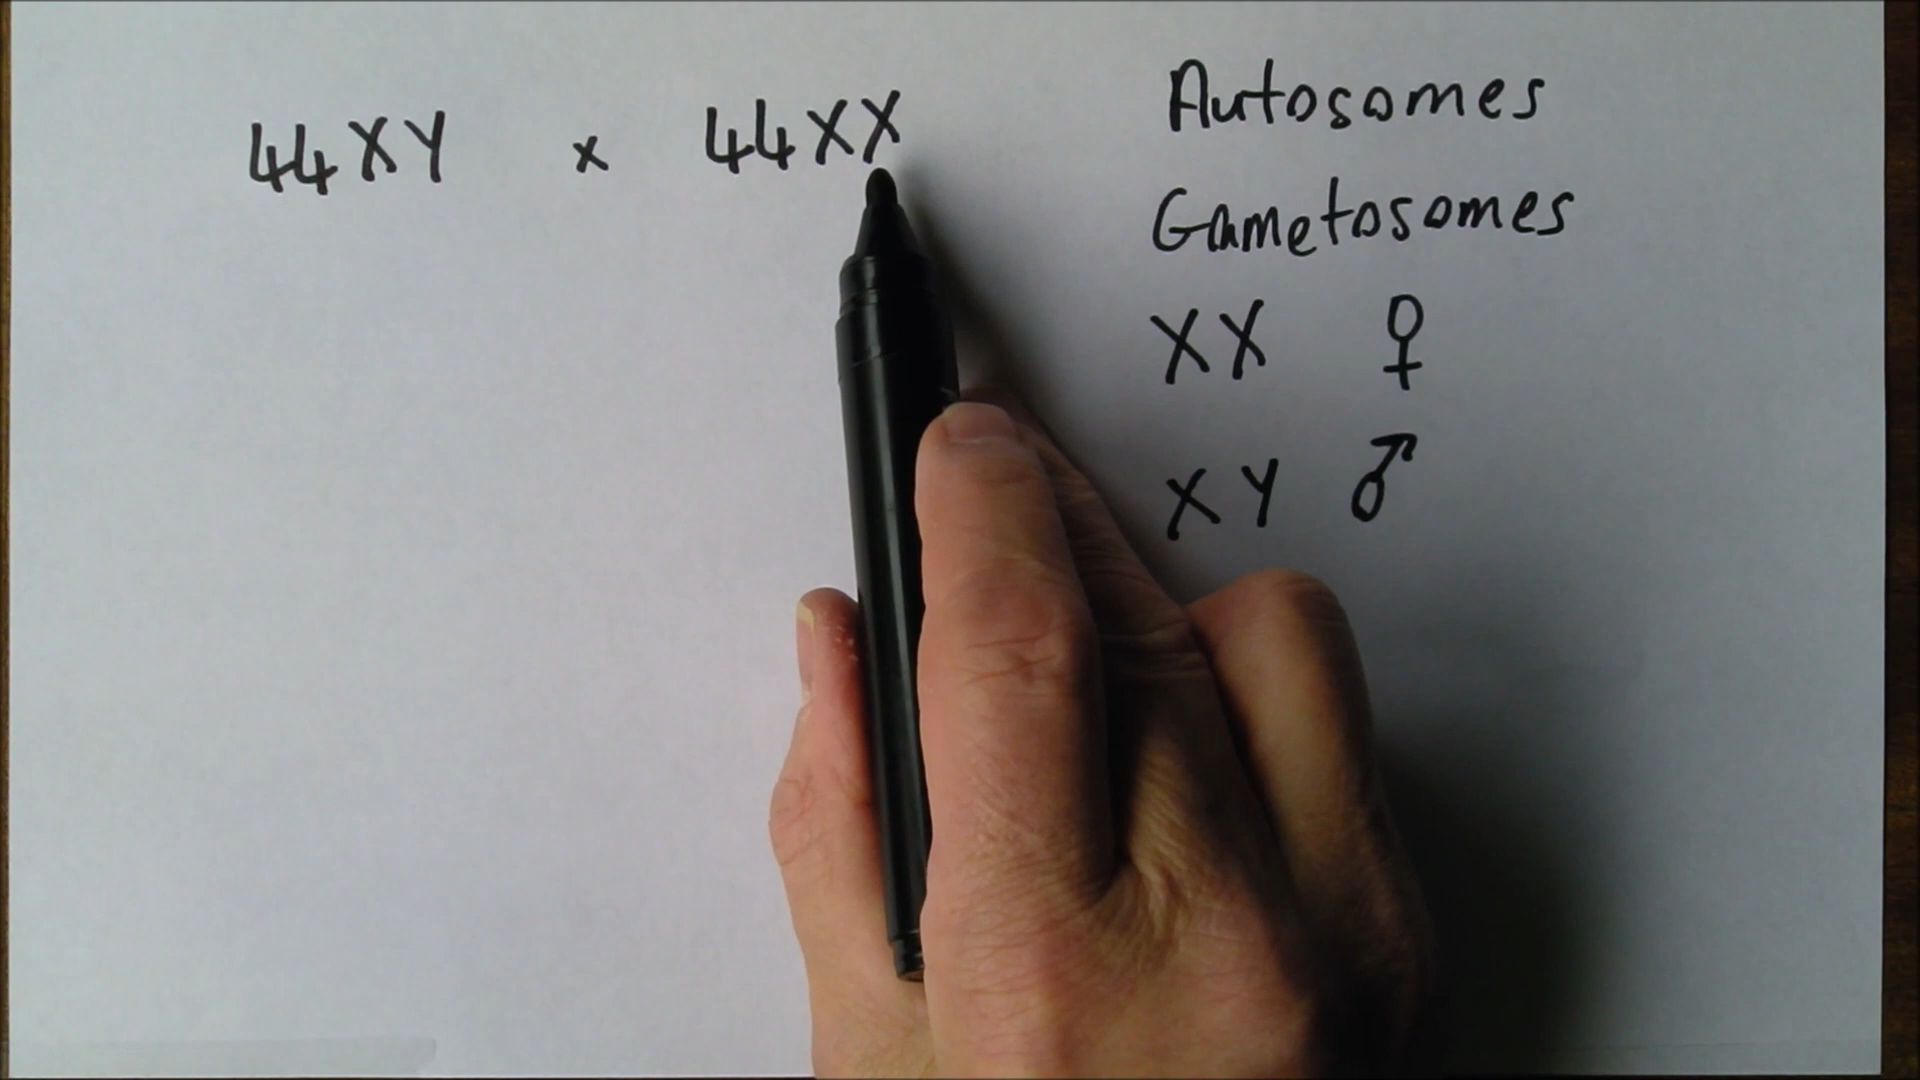 44XY x 44XX
Autosomes
Gametosomes
XX ♀
XY ♂